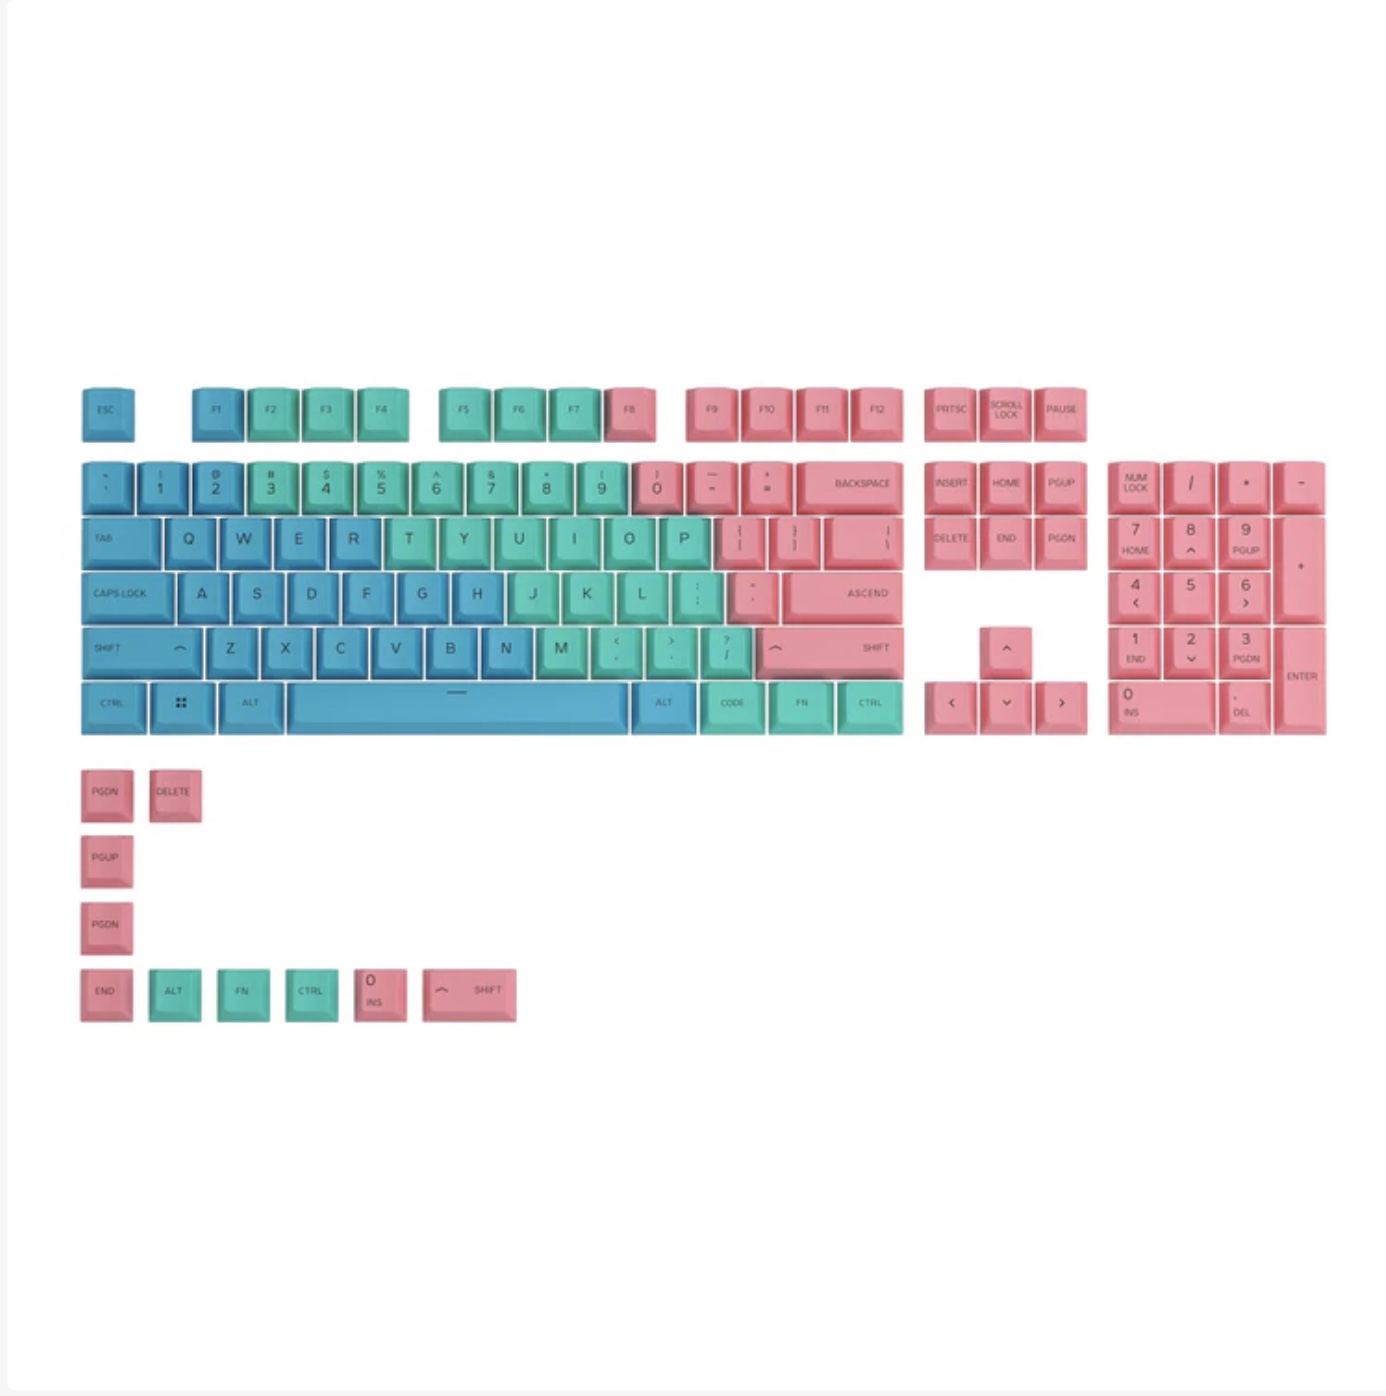 ESC F1 F2 F3 F4 F5 F6 F7 F8 F9 F10 F11 F12 PRTSC SCROLL LOCK PAUSE
~ ! @ # $ % ^ & * ( )
` 1 2 3 4 5 6 7 8 9 0 - = BACKSPACE INSERT HOME PGUP NUM LOCK / * -
TAB Q W E R T Y U I O P { [ } ] | \ DELETE END PGDN 7 HOME 8 ^ 9 PGUP +
CAPS LOCK A S D F G H J K L : ; ASCEND 4 < 5 6 >
SHIFT Z X C V B N M < , > . ? / SHIFT 1 END 2 3 PGDN ENTER
CTRL ALT ALT CODE FN CTRL < > 0 INS . DEL
PGDN DELETE
PGUP
PGDN
END ALT FN CTRL 0 INS SHIFT